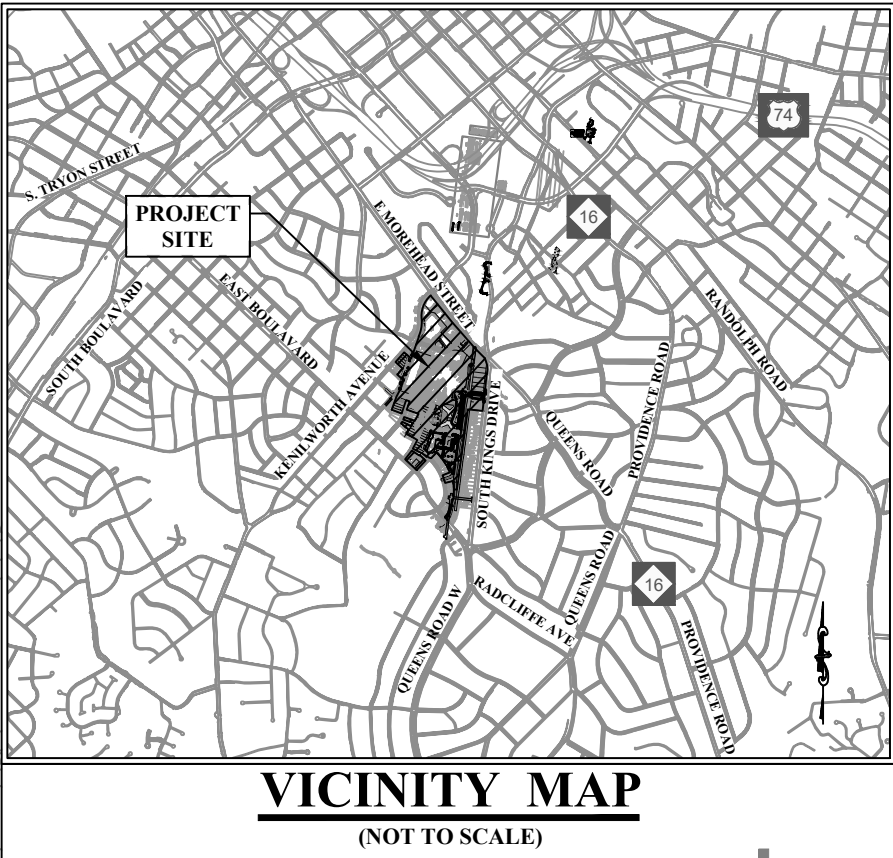 74
S. TRYON STREET
PROJECT
SITE
16
E MOREHEAD STREET
EAST BOULAVARD
SOUTH BOULAVARD
RANDOLPH ROAD
KENILWORTH AVENUE
PROVIDENCE ROAD
SOUTH KINGS DRIVE
QUEENS ROAD
QUEENS ROAD
16
RADCLIFFE AVE
QUEENS ROAD W
PROVIDENCE ROAD
VICINITY MAP
(NOT TO SCALE)